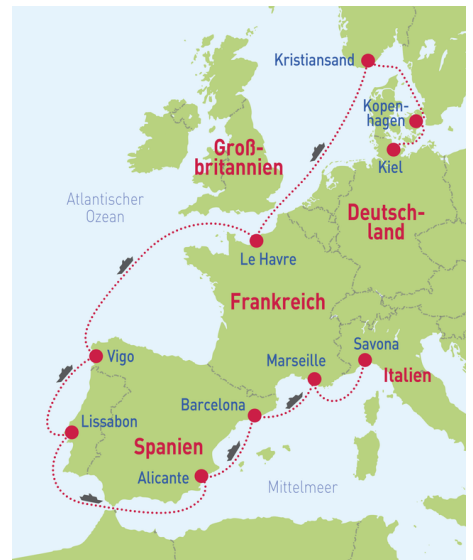 Kristiansand
Kopen-
hagen
Kiel
Groß-
britannien
Atlantischer
Ozean
Deutsch-
land
Le Havre
Frankreich
Vigo
Marseille
Savona
Italien
Barcelona
Lissabon
Spanien
Alicante
Mittelmeer